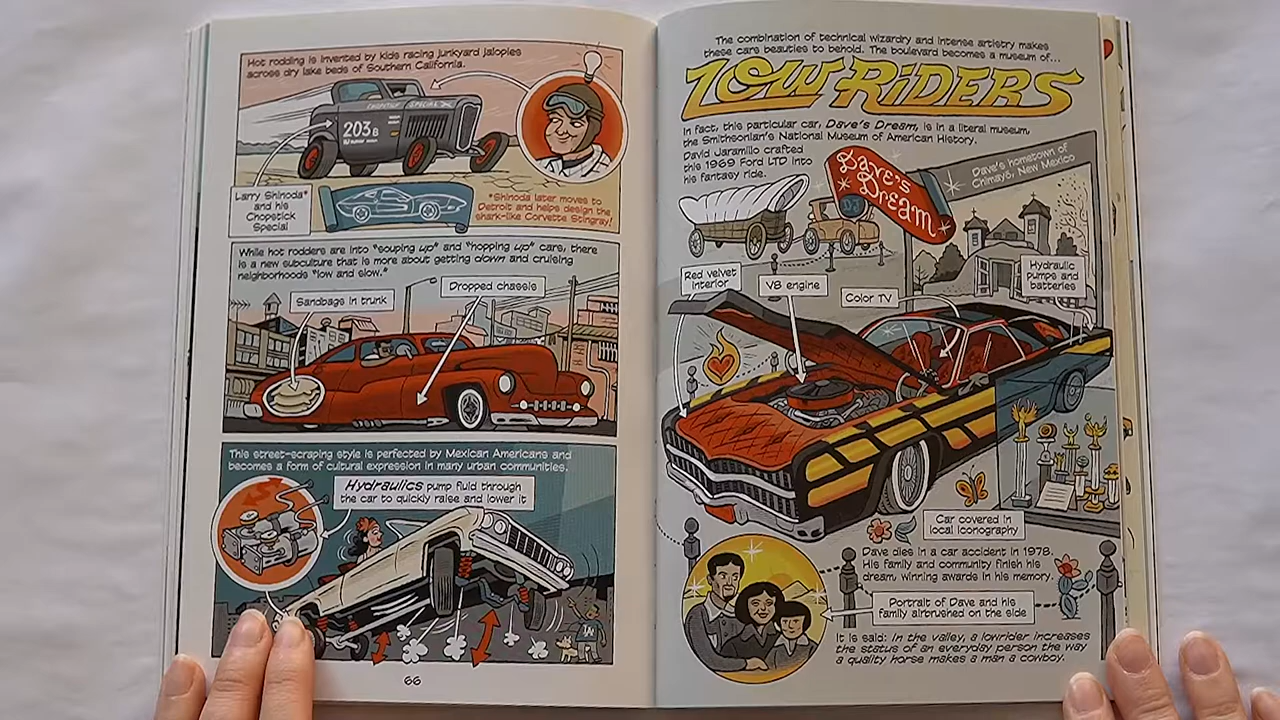 Hot rodding is invented by kids racing junkyard jalopies
across dry lake beds of Southern California.
CHOPSTICK SPECIAL
203B
Larry Shinoda*
and his
Chopstick
Special
*Shinoda later moves to
Detroit and helps design the
shark-like Corvette Stingray!
While hot rodders are into "souping up" and "hopping up" cars, there
is a new subculture that is more about getting down and cruising
neighborhoods "low and slow."
Sandbags in trunk
Dropped chassis
This street-scraping style is perfected by Mexican Americans and
becomes a form of cultural expression in many urban communities.
Hydraulics pump fluid through
the car to quickly raise and lower it
66
The combination of technical wizardry and intense artistry makes
these cars beauties to behold. The boulevard becomes a museum of...
LOW RiDERS
In fact, this particular car, Dave's Dream, is in a literal museum,
the Smithsonian's National Museum of American History.
David Jaramillo crafted
this 1969 Ford LTD into
his fantasy ride.
Dave's
Dream
Dave's hometown of
Chimayó, New Mexico
Red velvet
interior
V8 engine
Color TV
Hydraulic
pumps and
batteries
Car covered in
local iconography
Dave dies in a car accident in 1978.
His family and community finish his
dream, winning awards in his memory.
Portrait of Dave and his
family airbrushed on the side
It is said: In the valley, a lowrider increases
the status of an everyday person the way
a quality horse makes a man a cowboy.